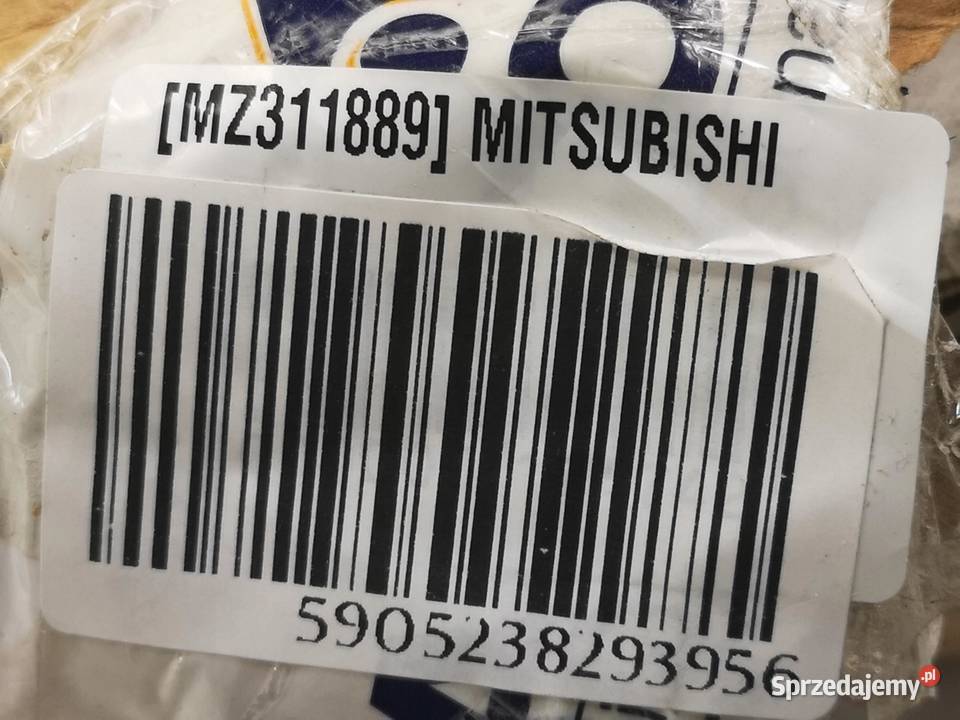 [MZ311889] MITSUBISHI
5905238293956
Sprzedajemy.pl